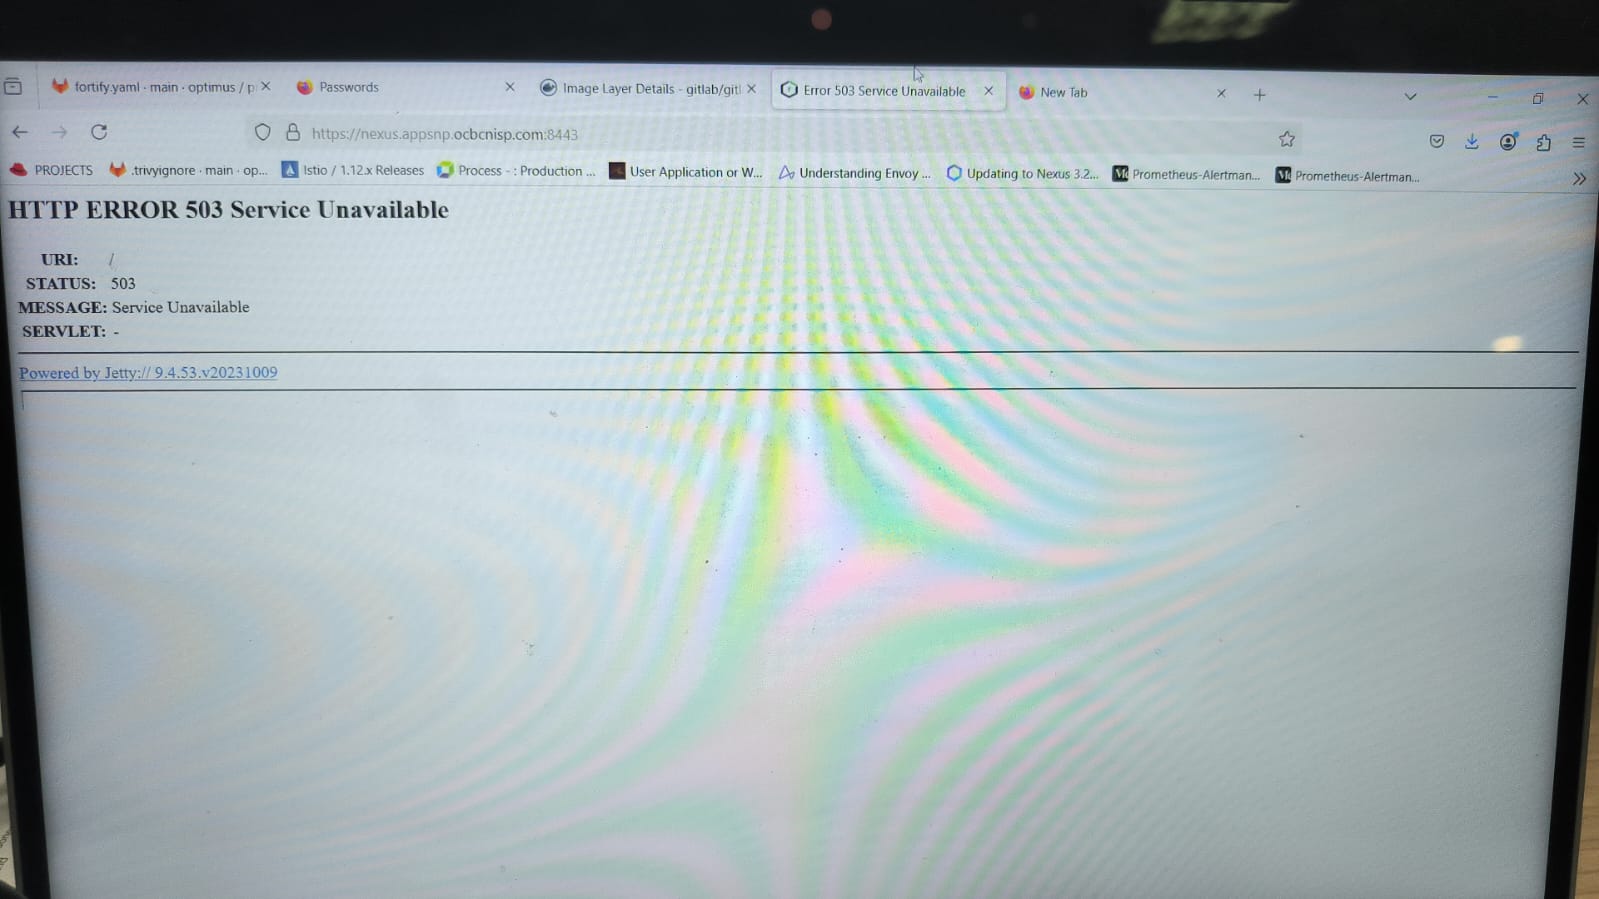 fortify.yaml · main · optimus / p
Passwords
Image Layer Details - gitlab/gitl
Error 503 Service Unavailable
New Tab
https://nexus.appsnp.ocbcnisp.com:8443
PROJECTS
.trivyignore · main · op...
Istio / 1.12.x Releases
Process - : Production ...
User Application or W...
Understanding Envoy ...
Updating to Nexus 3.2...
Prometheus-Alertman...
Prometheus-Alertman...
HTTP ERROR 503 Service Unavailable
URI: /
STATUS: 503
MESSAGE: Service Unavailable
SERVLET: -
Powered by Jetty:// 9.4.53.v20231009